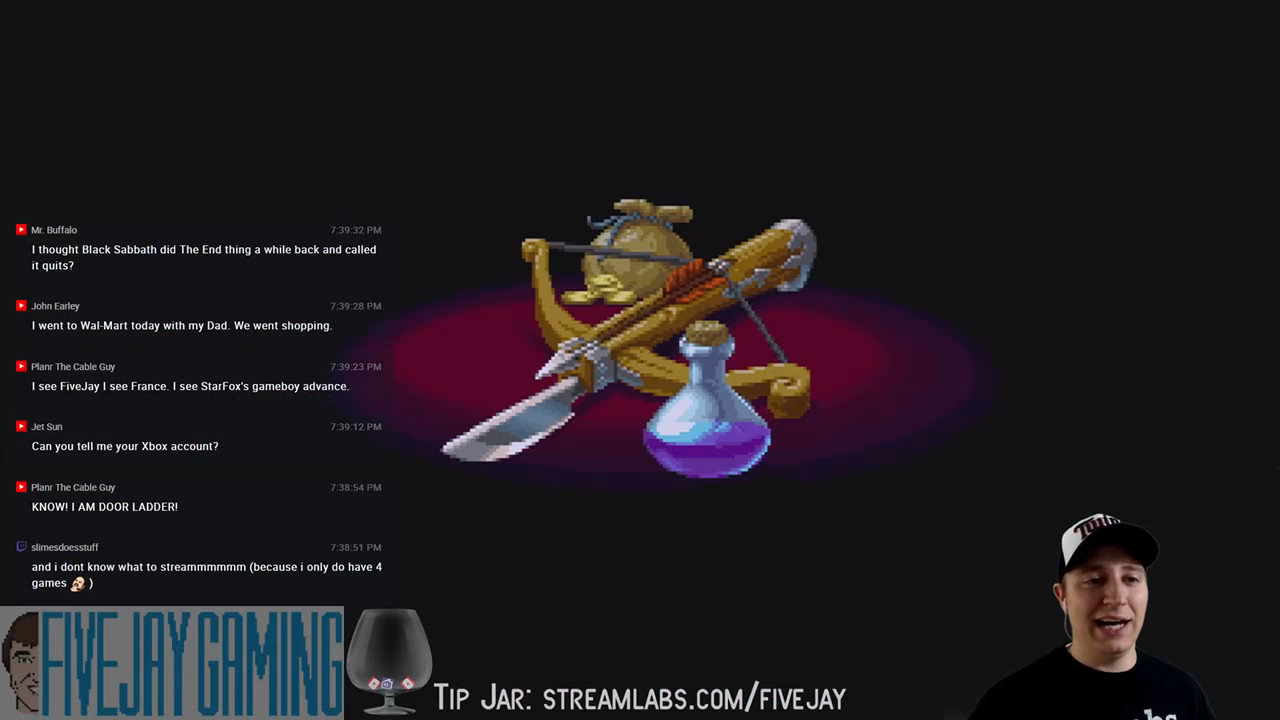 Mr. Buffalo 7:39:32 PM
I thought Black Sabbath did The End thing a while back and called
it quits?
John Earley 7:39:28 PM
I went to Wal-Mart today with my Dad. We went shopping.
Planr The Cable Guy 7:39:23 PM
I see FiveJay I see France. I see StarFox's gameboy advance.
Jet Sun 7:39:12 PM
Can you tell me your Xbox account?
Planr The Cable Guy 7:38:54 PM
KNOW! I AM DOOR LADDER!
slimesdoesstuff 7:38:51 PM
and i dont know what to streammmmmm (because i only do have 4
games )
FIVEJAY GAMING
Tip Jar: streamlabs.com/fivejay